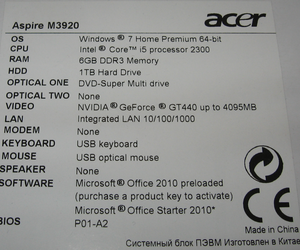 Aspire M3920
acer
OS Windows® 7 Home Premium 64-bit
CPU Intel® Core™ i5 processor 2300
RAM 6GB DDR3 Memory
HDD 1TB Hard Drive
OPTICAL ONE DVD-Super Multi drive
OPTICAL TWO None
VIDEO NVIDIA® GeForce® GT440 up to 4095MB
LAN Integrated LAN 10/100/1000
MODEM None
KEYBOARD USB keyboard
MOUSE USB optical mouse
SPEAKER None
SOFTWARE Microsoft® Office 2010 preloaded
(purchase a product key to activate)
Microsoft® Office Starter 2010*
BIOS P01-A2
Made in China
CE
Системный блок ПЭВМ Изготовлен в Китае